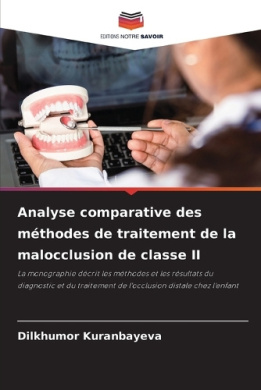 EDITIONS NOTRE SAVOIR
Analyse comparative des
méthodes de traitement de la
malocclusion de classe II
La monographie décrit les méthodes et les résultats du
diagnostic et du traitement de l'occlusion distale chez l'enfant
Dilkhumor Kuranbayeva